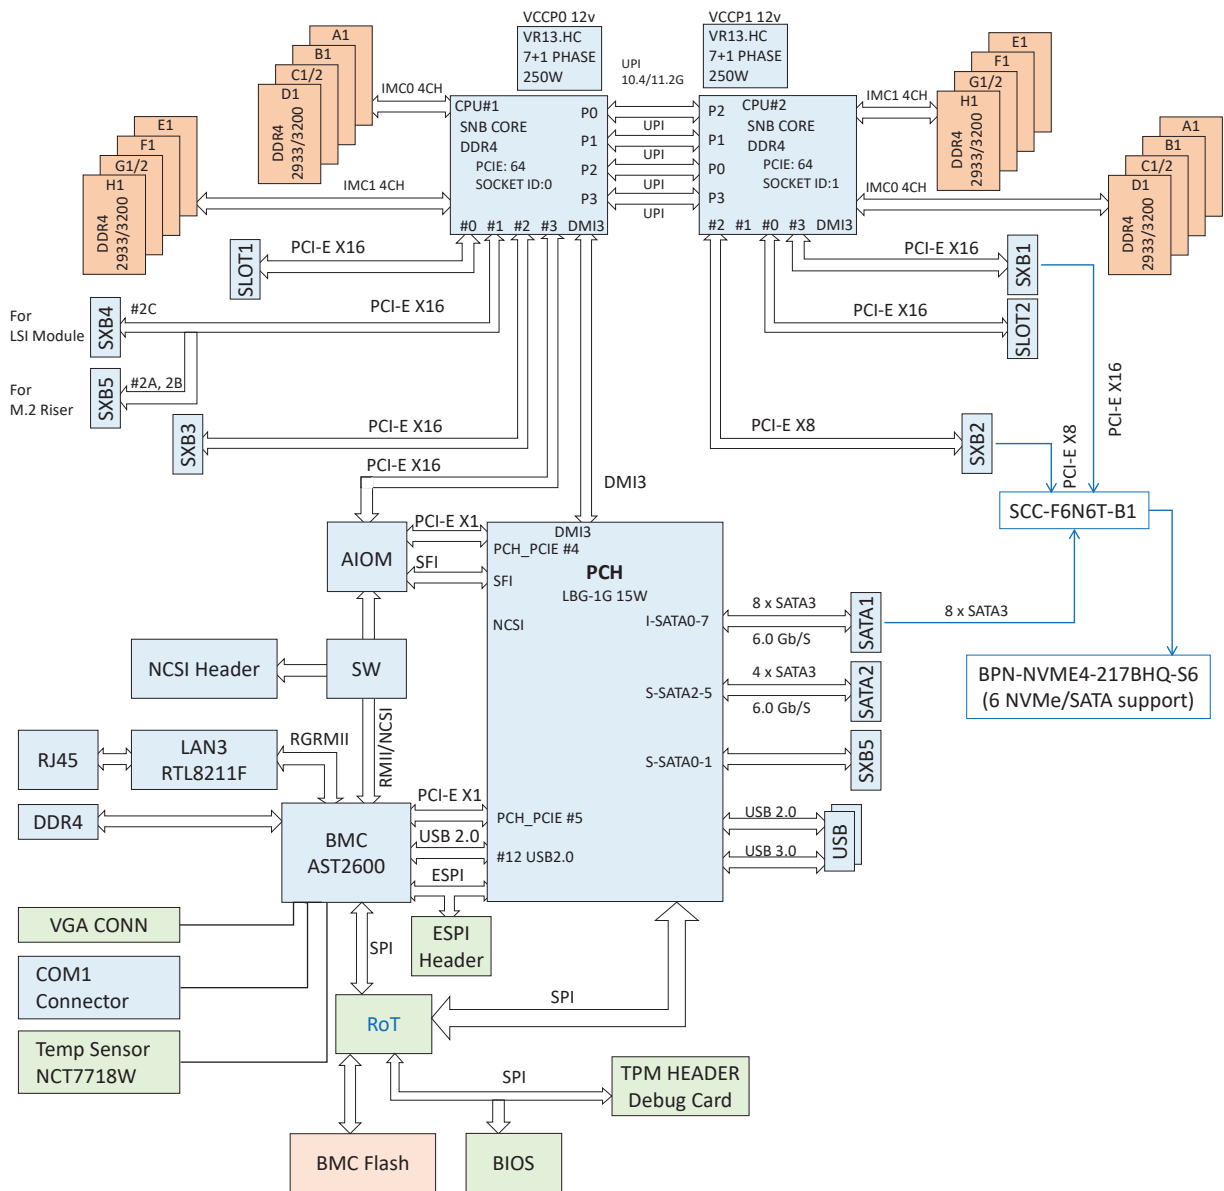 VCCP0 12v
VR13.HC
7+1 PHASE
250W
VCCP1 12v
VR13.HC
7+1 PHASE
250W
UPI
10.4/11.2G
A1
B1
C1/2
D1
DDR4
2933/3200
IMC0 4CH
E1
F1
G1/2
H1
DDR4
2933/3200
IMC1 4CH
CPU#1
SNB CORE
DDR4
PCIE: 64
SOCKET ID:0
P0
P1
P2
P3
#0
#1
#2
#3
DMI3
UPI
UPI
UPI
UPI
CPU#2
SNB CORE
DDR4
PCIE: 64
SOCKET ID:1
P2
P1
P0
P3
#2
#1
#0
#3
DMI3
IMC1 4CH
E1
F1
G1/2
H1
DDR4
2933/3200
IMC0 4CH
A1
B1
C1/2
D1
DDR4
2933/3200
SLOT1
PCI-E X16
For
LSI Module
SXB4
#2C
PCI-E X16
For
M.2 Riser
SXB5
#2A, 2B
SXB3
PCI-E X16
PCI-E X16
DMI3
PCI-E X16
SXB1
PCI-E X16
SLOT2
PCI-E X8
SXB2
PCI-E X8
PCI-E X16
SCC-F6N6T-B1
BPN-NVME4-217BHQ-S6
(6 NVMe/SATA support)
AIOM
PCI-E X1
SFI
DMI3
PCH_PCIE #4
PCH
LBG-1G 15W
SFI
NCSI
I-SATA0-7
8 x SATA3
6.0 Gb/S
SATA1
8 x SATA3
S-SATA2-5
4 x SATA3
6.0 Gb/S
SATA2
S-SATA0-1
SXB5
NCSI Header
SW
RMII/NCSI
RJ45
LAN3
RTL8211F
RGRMII
DDR4
BMC
AST2600
PCI-E X1
PCH_PCIE #5
USB 2.0
#12 USB2.0
ESPI
USB 2.0
USB 3.0
USB
ESPI
Header
VGA CONN
COM1
Connector
Temp Sensor
NCT7718W
SPI
SPI
RoT
SPI
TPM HEADER
Debug Card
BMC Flash
BIOS